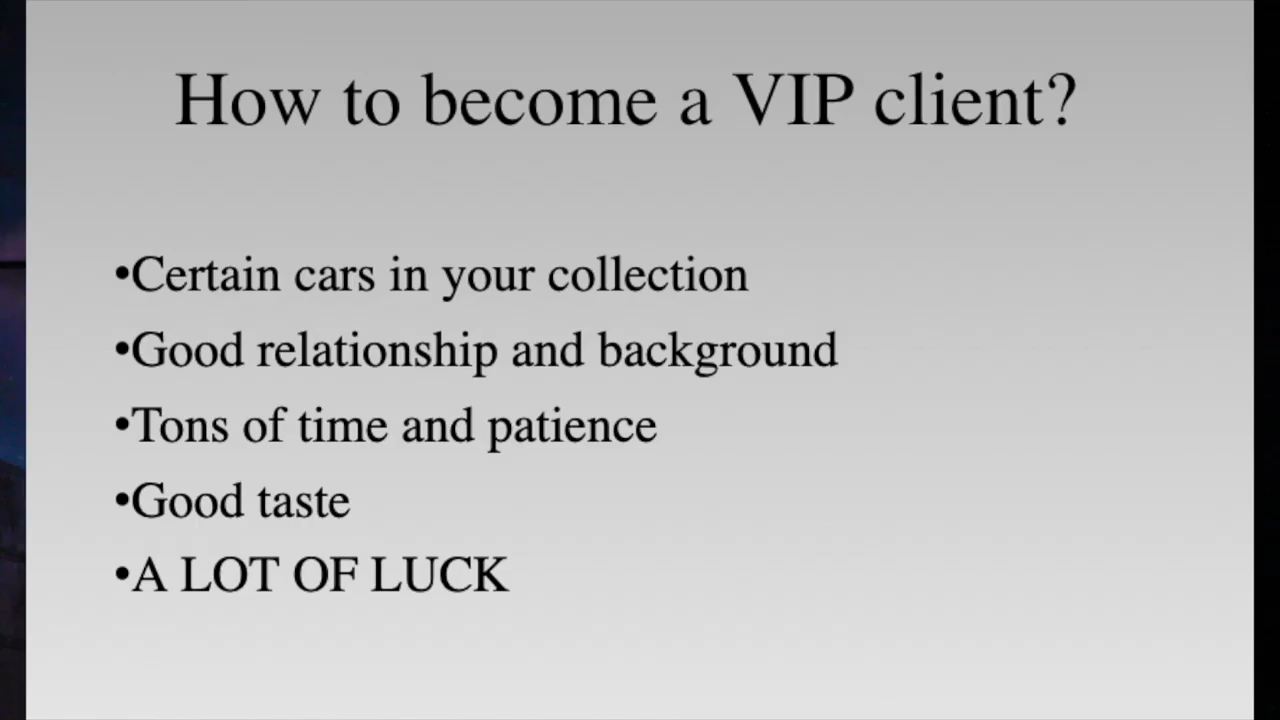 How to become a VIP client?
•Certain cars in your collection
•Good relationship and background
•Tons of time and patience
•Good taste
•A LOT OF LUCK